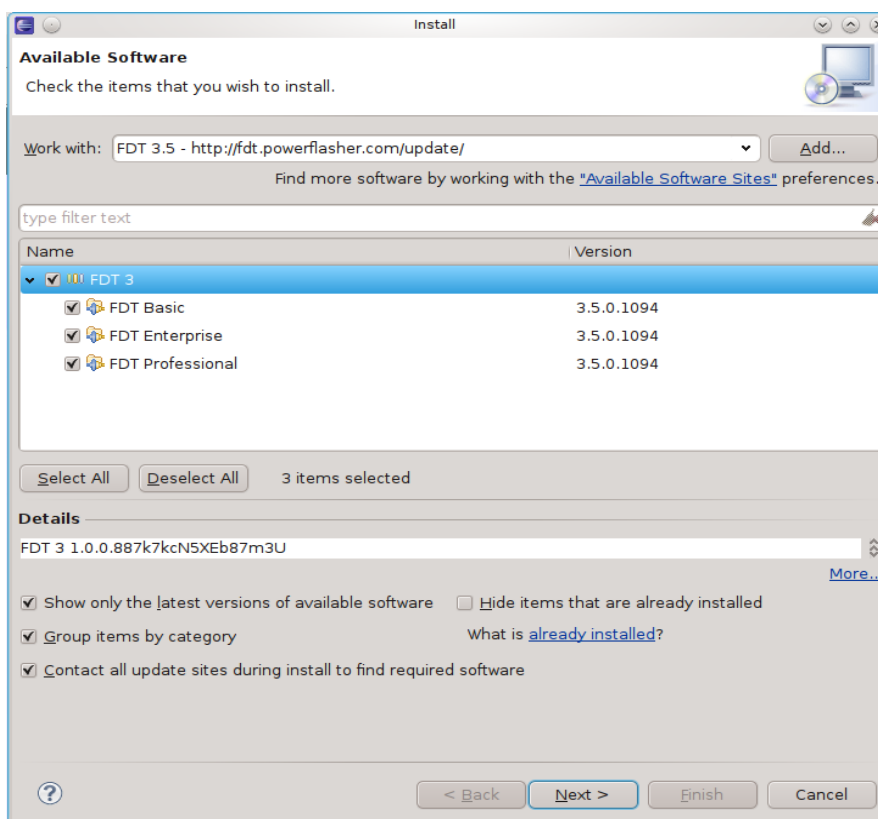 Install
Available Software
Check the items that you wish to install.
Work with: FDT 3.5 - http://fdt.powerflasher.com/update/ Add...
Find more software by working with the "Available Software Sites" preferences.
type filter text
Name Version
FDT 3
FDT Basic 3.5.0.1094
FDT Enterprise 3.5.0.1094
FDT Professional 3.5.0.1094
Select All Deselect All 3 items selected
Details
FDT 3 1.0.0.887k7kcN5XEb87m3U
More..
Show only the latest versions of available software Hide items that are already installed
Group items by category What is already installed?
Contact all update sites during install to find required software
? < Back Next > Finish Cancel